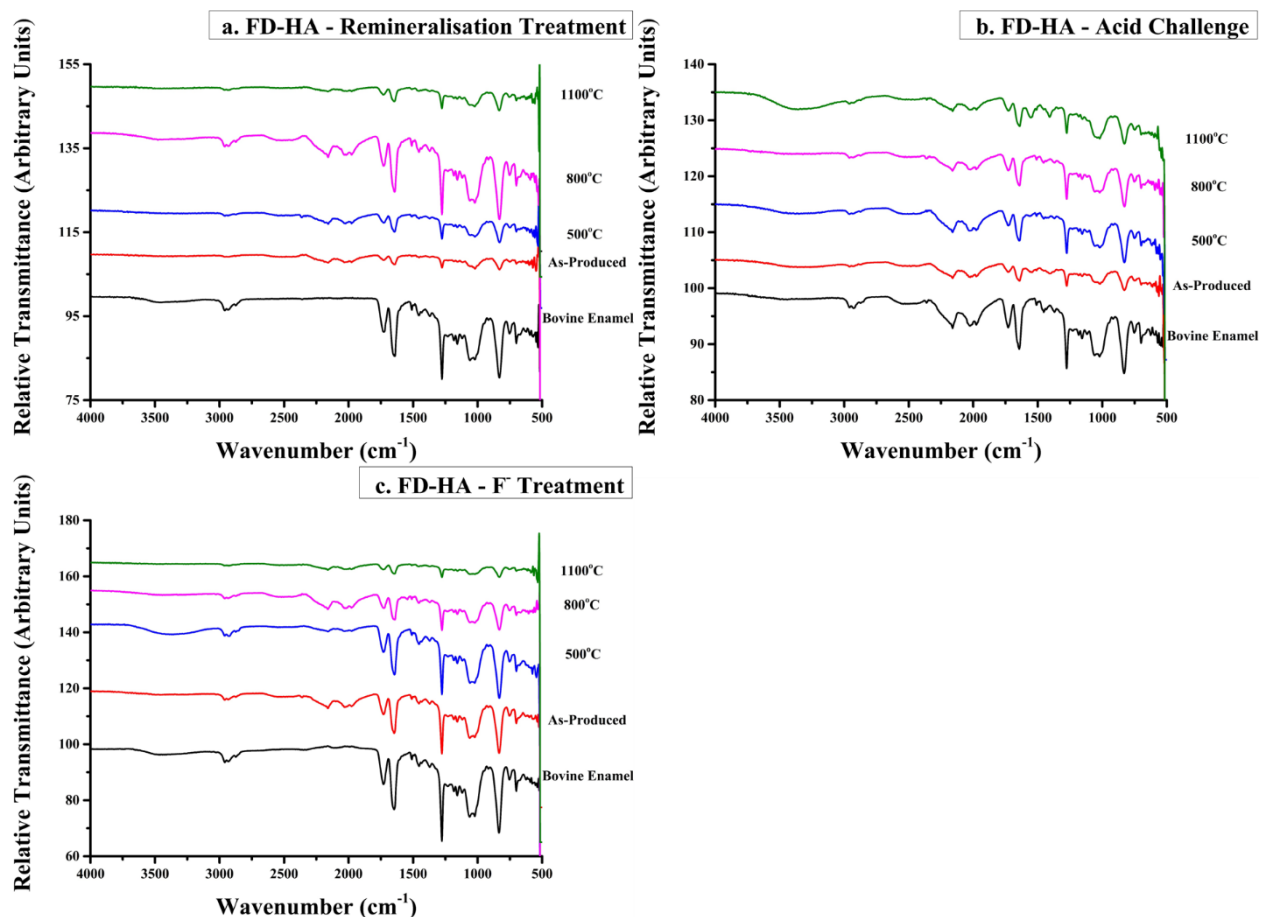 a. FD-HA - Remineralisation Treatment
Relative Transmittance (Arbitrary Units)
155
135
115
95
75
1100°C
800°C
500°C
As-Produced
Bovine Enamel
4000 3500 3000 2500 2000 1500 1000 500
Wavenumber (cm-1)
b. FD-HA - Acid Challenge
Relative Transmittance (Arbitrary Units)
140
130
120
110
100
90
80
1100°C
800°C
500°C
As-Produced
Bovine Enamel
4000 3500 3000 2500 2000 1500 1000 500
Wavenumber (cm-1)
c. FD-HA - F- Treatment
Relative Transmittance (Arbitrary Units)
180
160
140
120
100
80
60
1100°C
800°C
500°C
As-Produced
Bovine Enamel
4000 3500 3000 2500 2000 1500 1000 500
Wavenumber (cm-1)